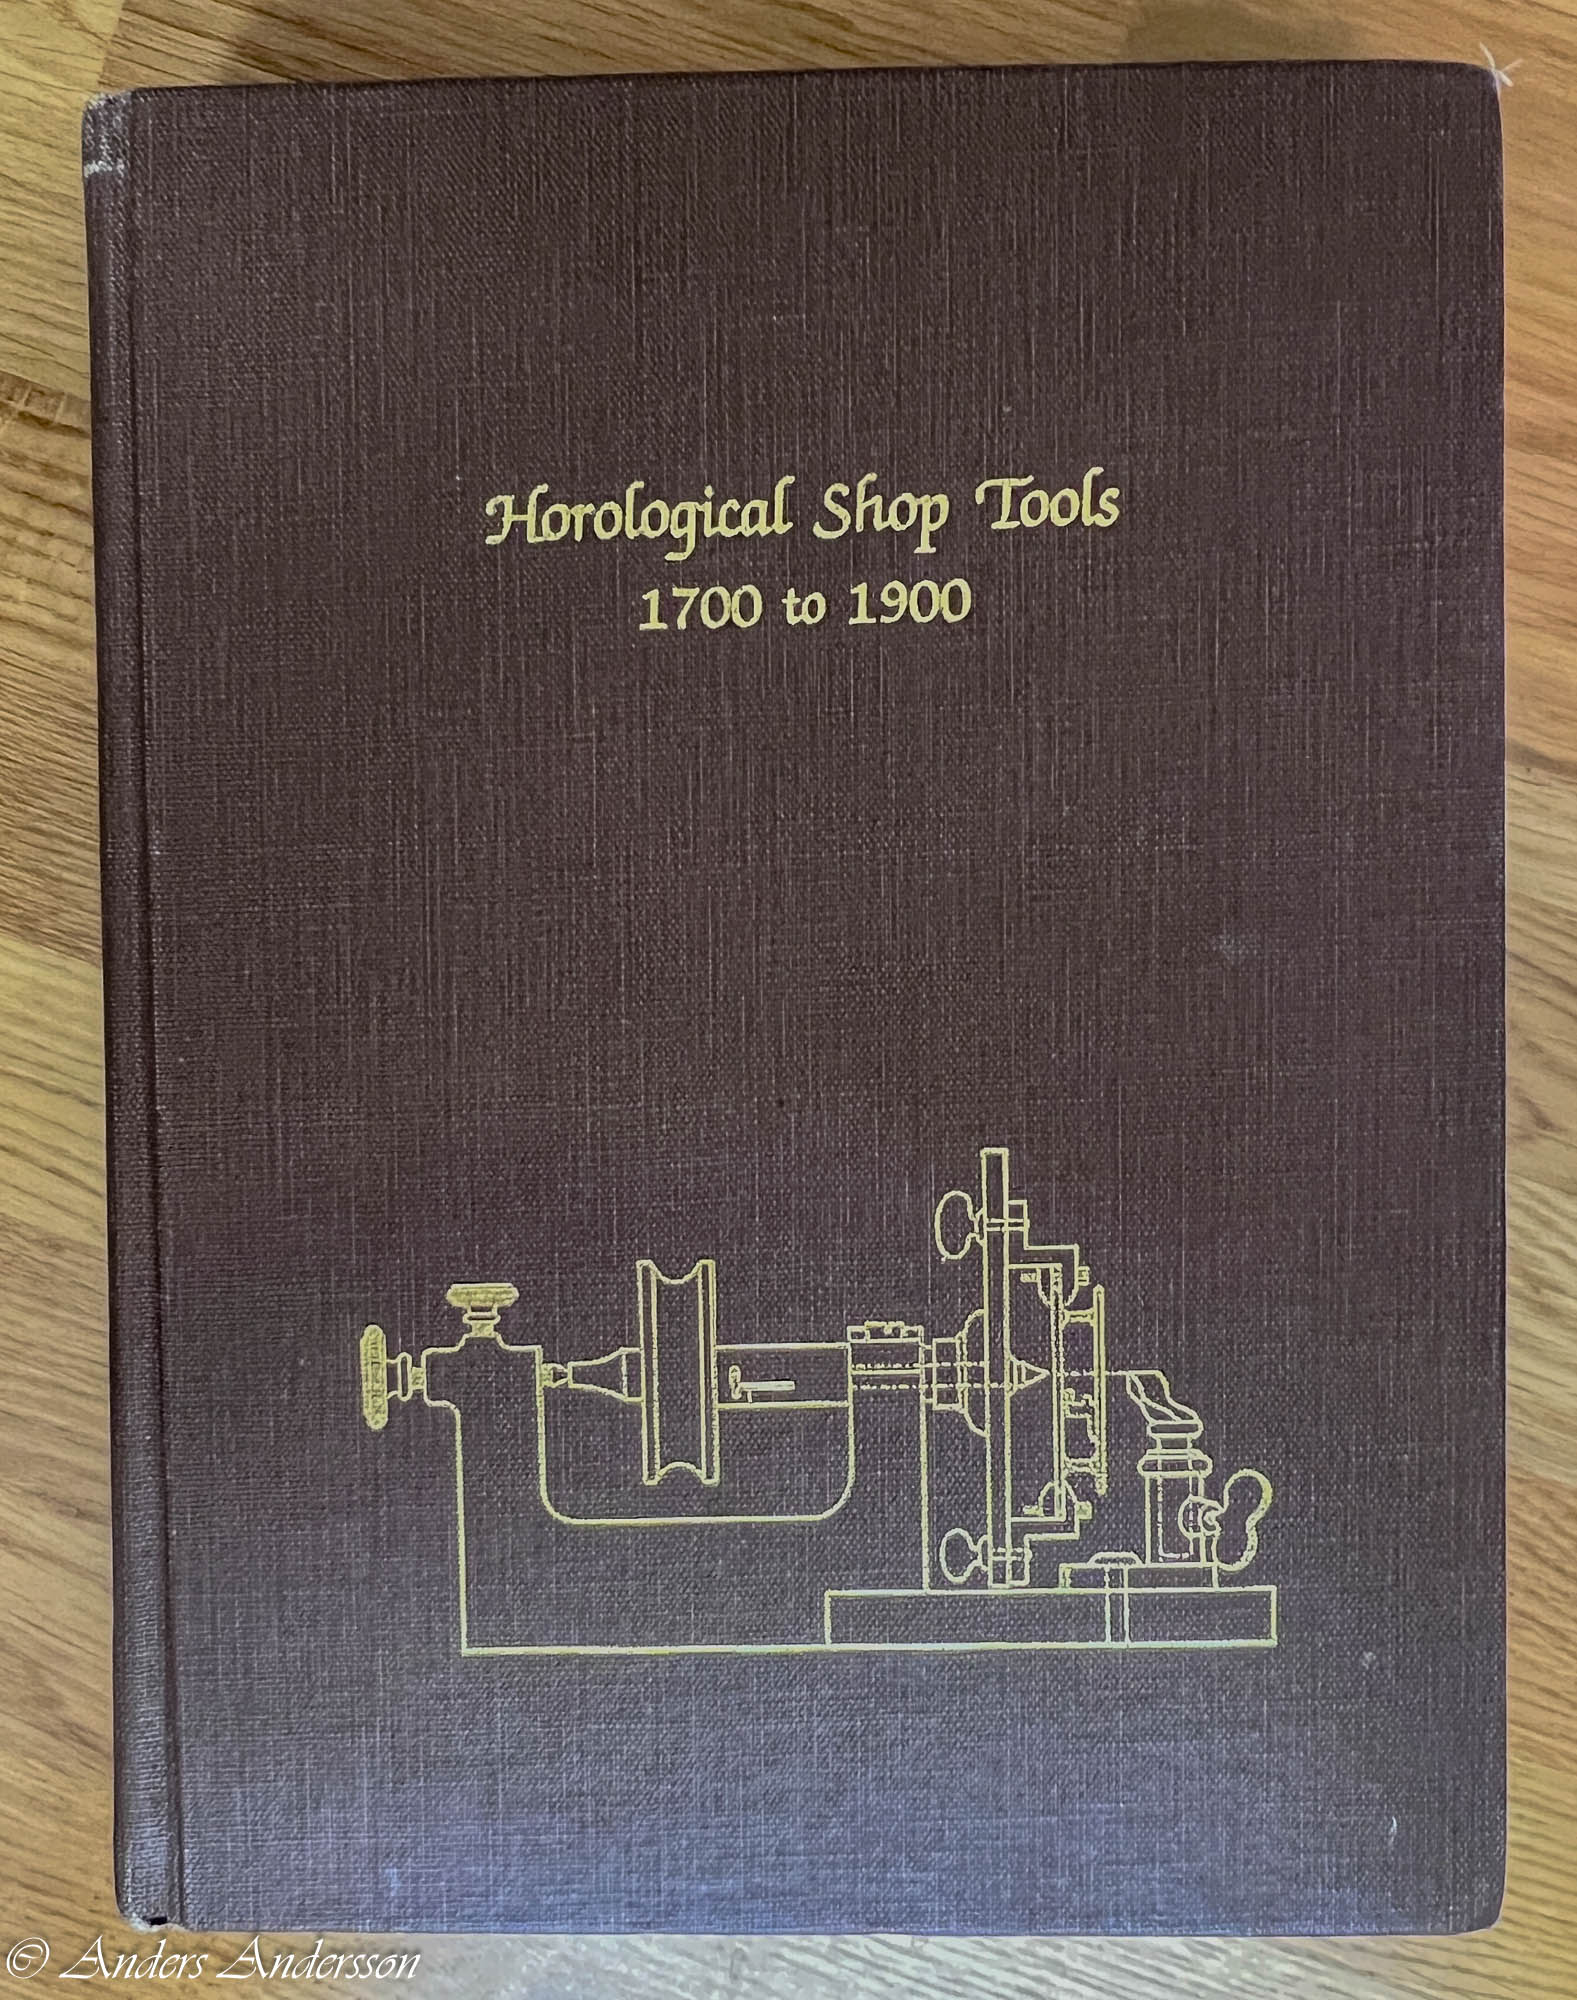 Horological Shop Tools
1700 to 1900
© Anders Andersson